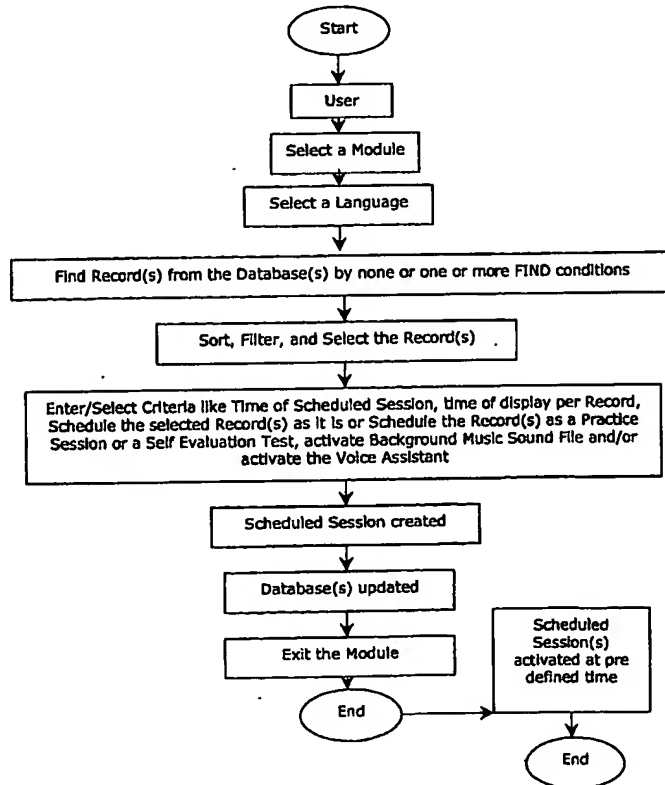 Start
User
Select a Module
Select a Language
Find Record(s) from the Database(s) by none or one or more FIND conditions
Sort, Filter, and Select the Record(s)
Enter/Select Criteria like Time of Scheduled Session, time of display per Record,
Schedule the selected Record(s) as it is or Schedule the Record(s) as a Practice
Session or a Self Evaluation Test, activate Background Music Sound File and/or
activate the Voice Assistant
Scheduled Session created
Database(s) updated
Exit the Module
End
Scheduled
Session(s)
activated at pre
defined time
End